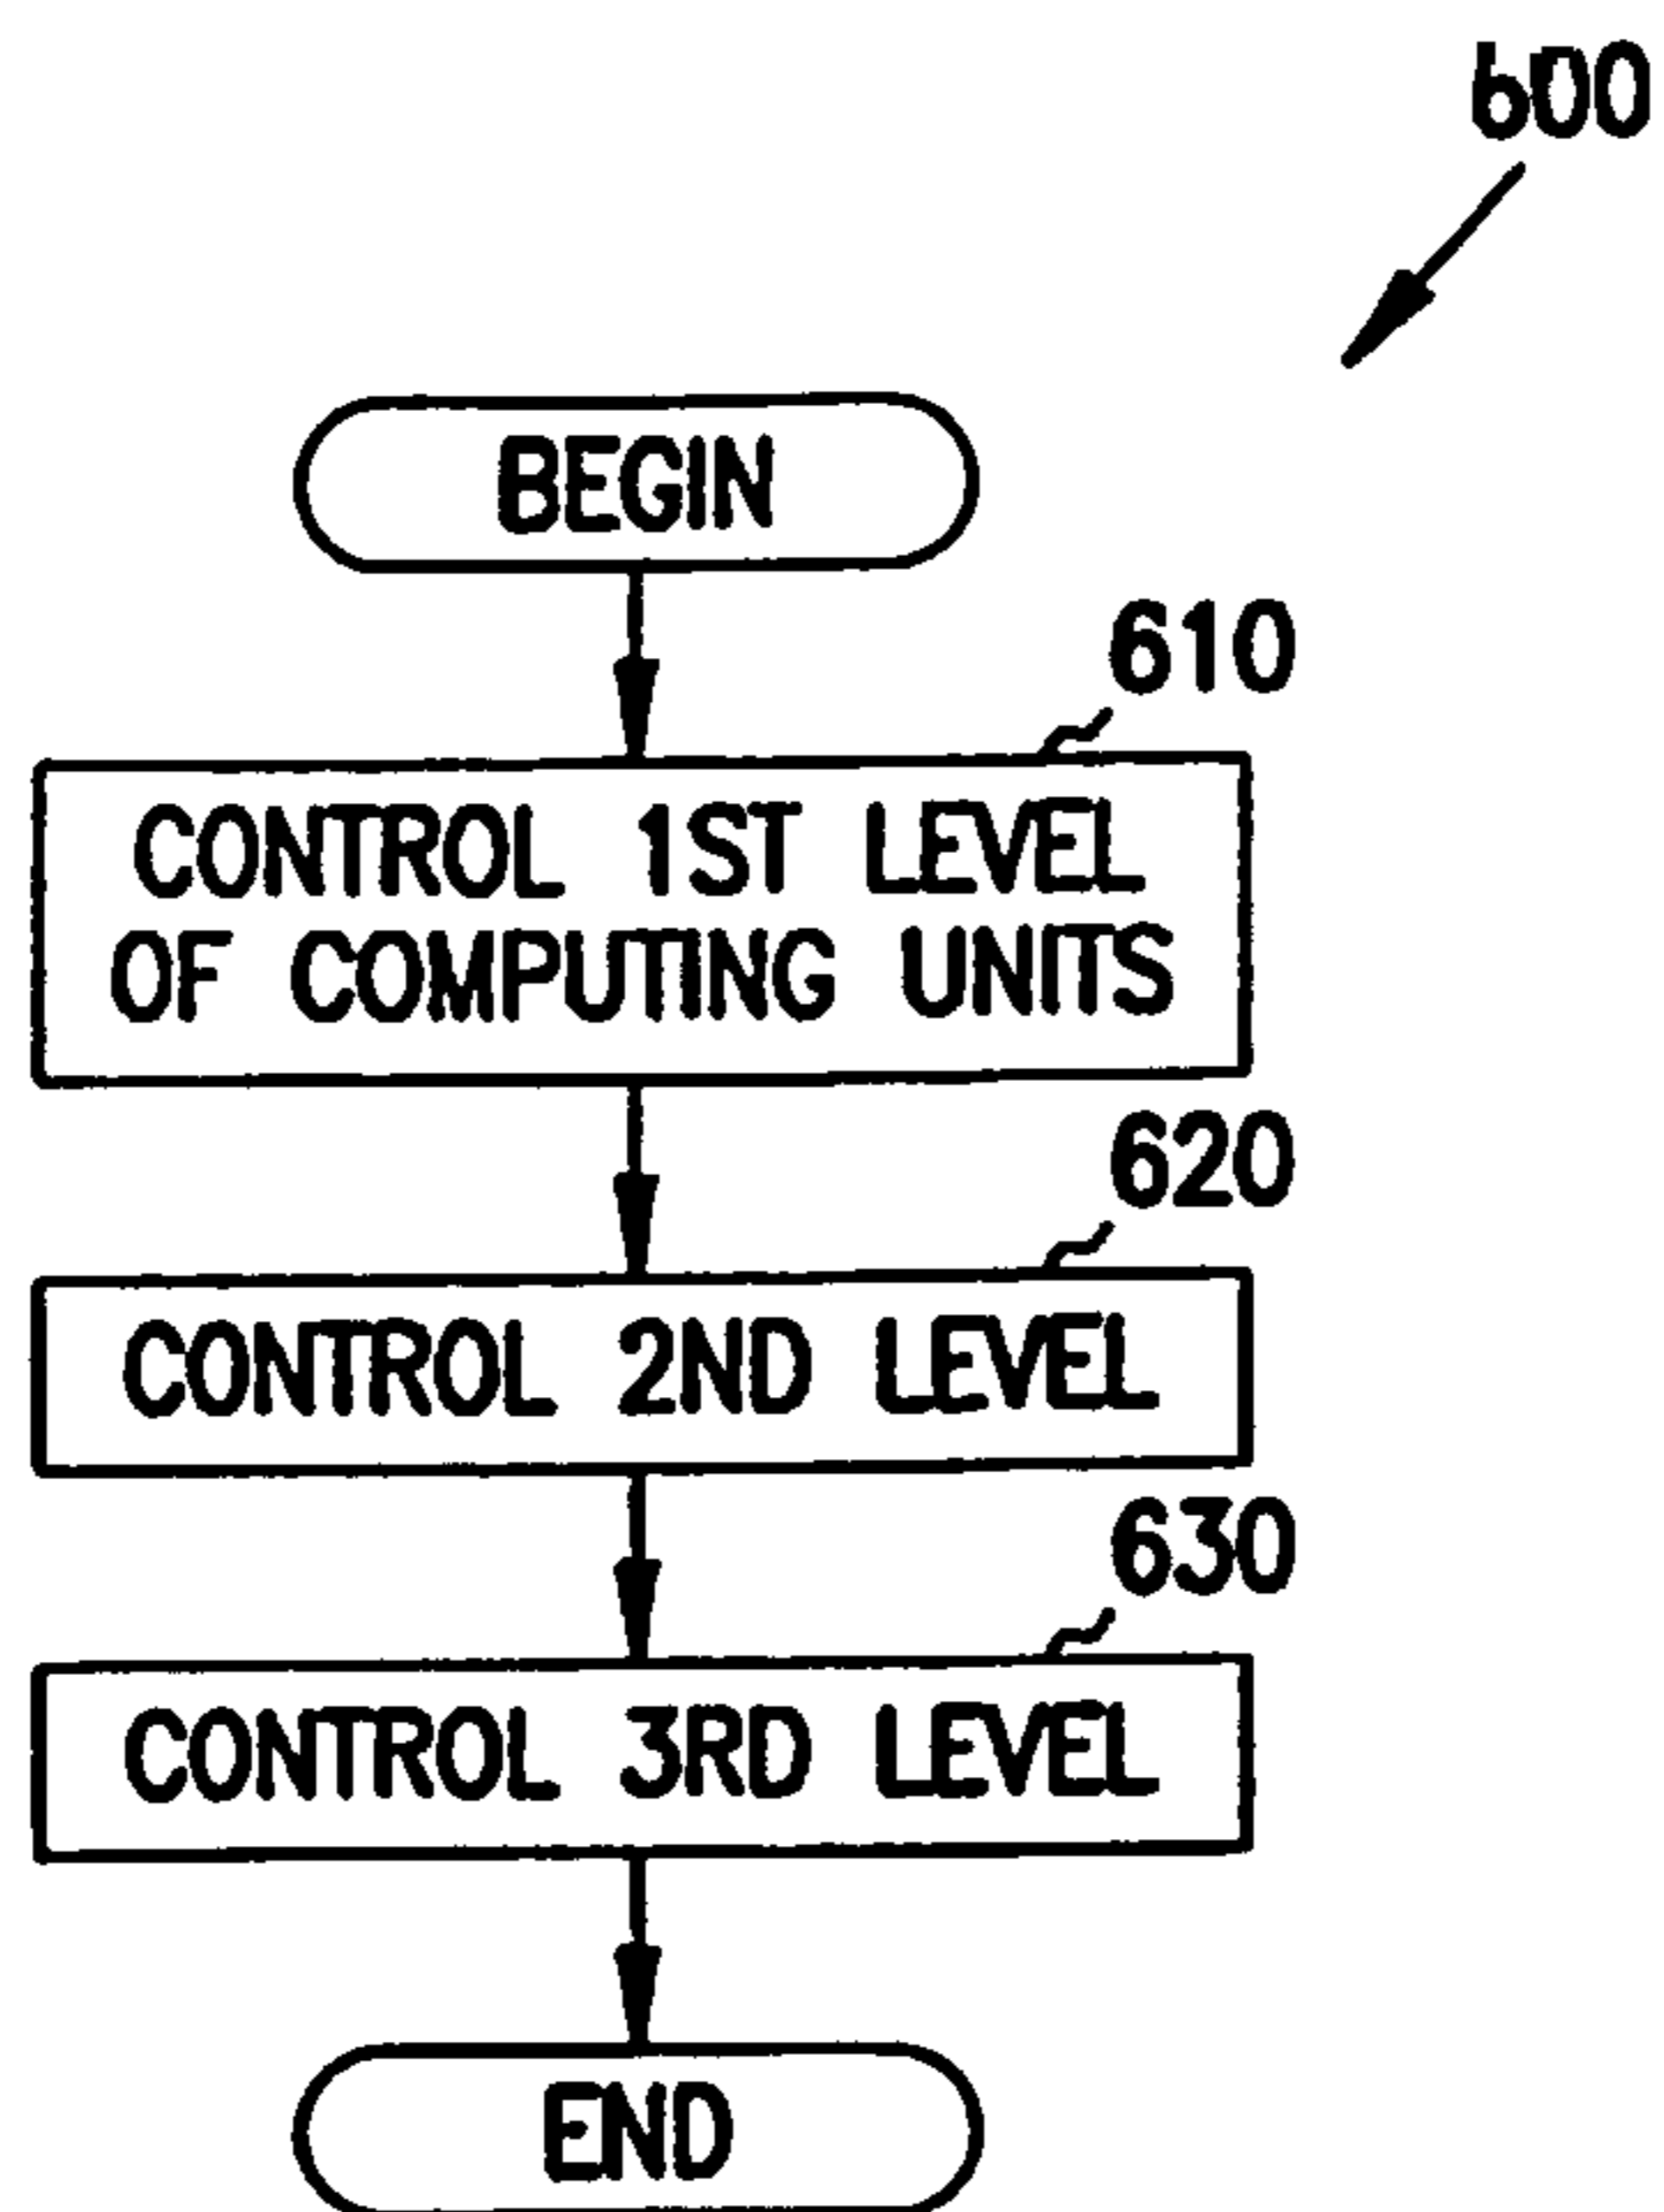 600
BEGIN
610
CONTROL 1ST LEVEL
OF COMPUTING UNITS
620
CONTROL 2ND LEVEL
630
CONTROL 3RD LEVEL
END